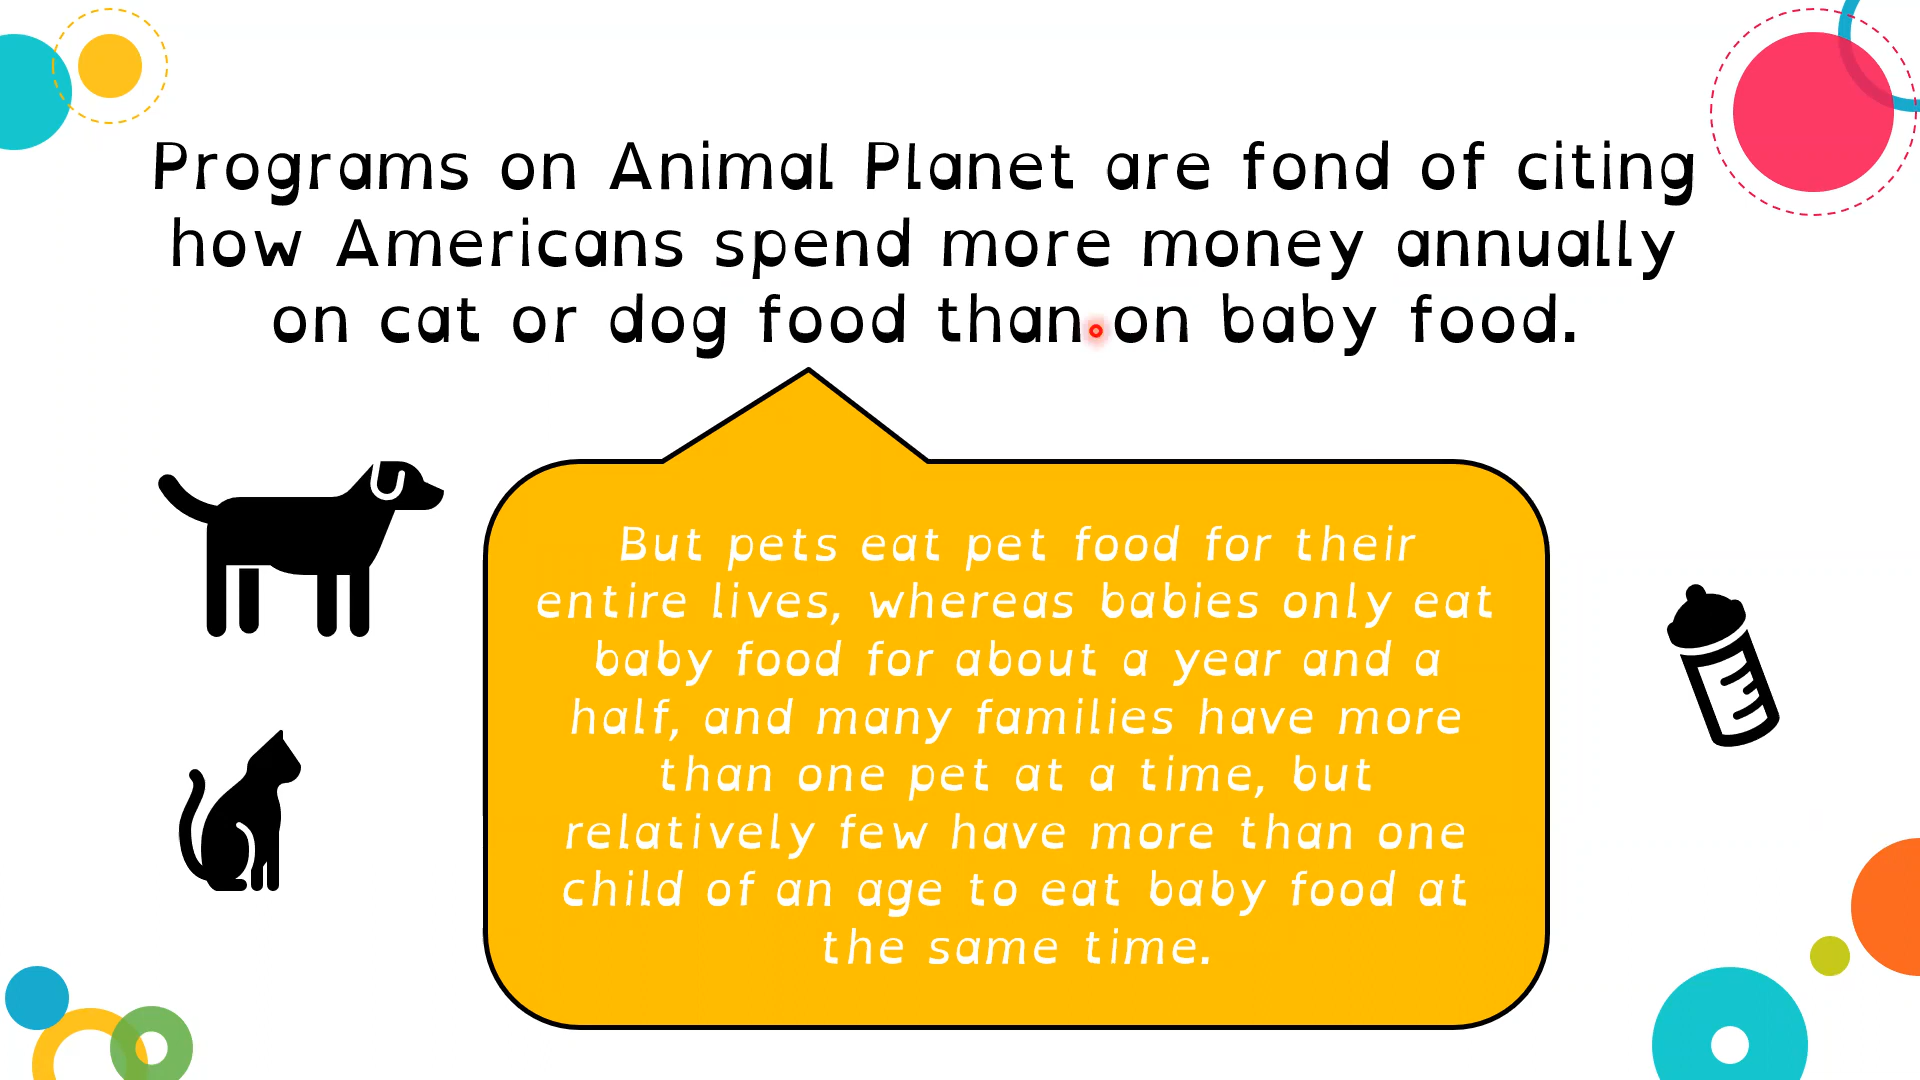 Programs on Animal Planet are fond of citing
how Americans spend more money annually
on cat or dog food than on baby food.
But pets eat pet food for their
entire lives, whereas babies only eat
baby food for about a year and a
half, and many families have more
than one pet at a time, but
relatively few have more than one
child of an age to eat baby food at
the same time.